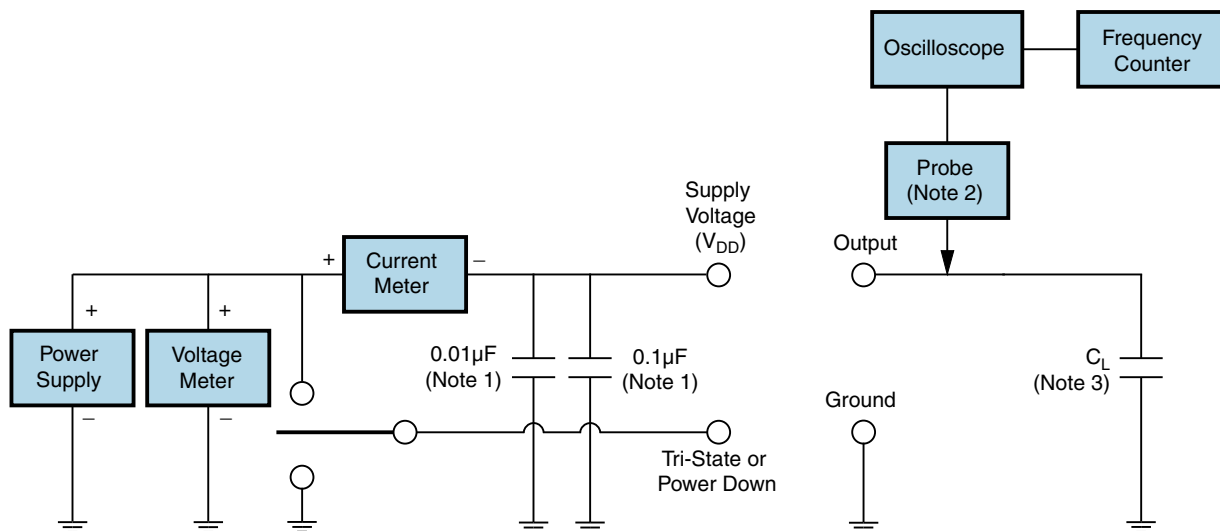 Oscilloscope
Frequency
Counter
Probe
(Note 2)
Supply
Voltage
(VDD)
Output
+
Current
Meter
–
+
+
Power
Supply
Voltage
Meter
0.01µF
(Note 1)
0.1µF
(Note 1)
CL
(Note 3)
–
–
Ground
Tri-State or
Power Down